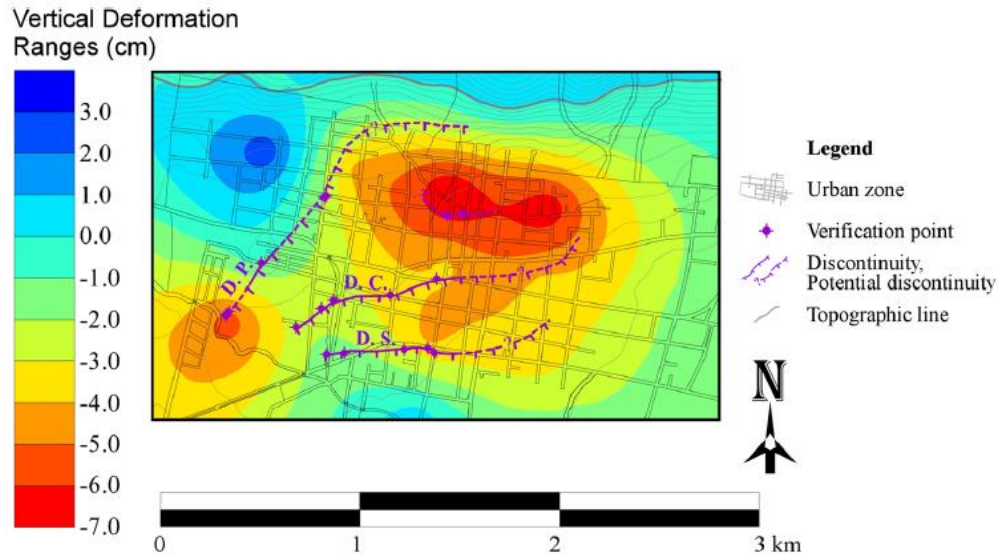 Vertical Deformation
Ranges (cm)
3.0
2.0
1.0
0.0
-1.0
-2.0
-3.0
-4.0
-5.0
-6.0
-7.0
D. P.
D. C.
D. S.
?
?
?
?
Legend
Urban zone
Verification point
Discontinuity,
Potential discontinuity
Topographic line
N
0 1 2 3 km